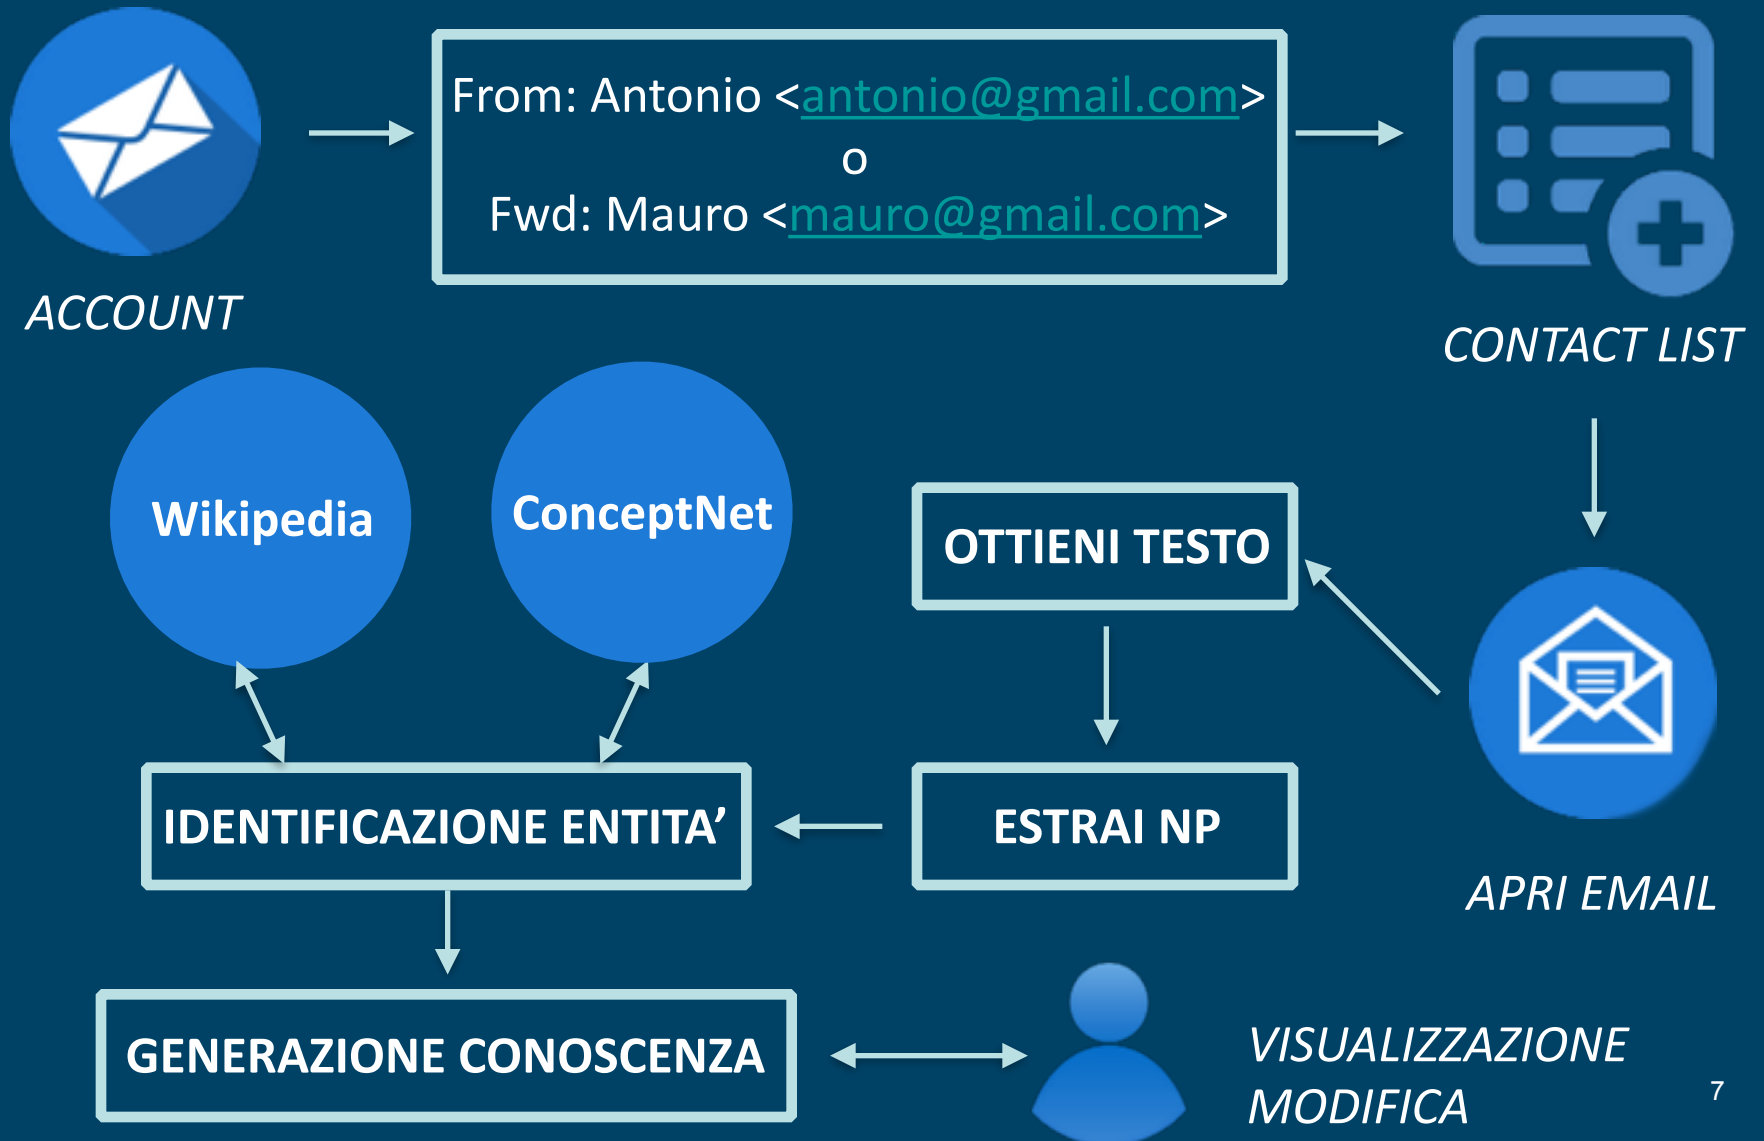 From: Antonio <antonio@gmail.com>
o
Fwd: Mauro <mauro@gmail.com>
ACCOUNT
CONTACT LIST
Wikipedia
ConceptNet
OTTIENI TESTO
IDENTIFICAZIONE ENTITA’
ESTRAI NP
APRI EMAIL
GENERAZIONE CONOSCENZA
VISUALIZZAZIONE
MODIFICA
7